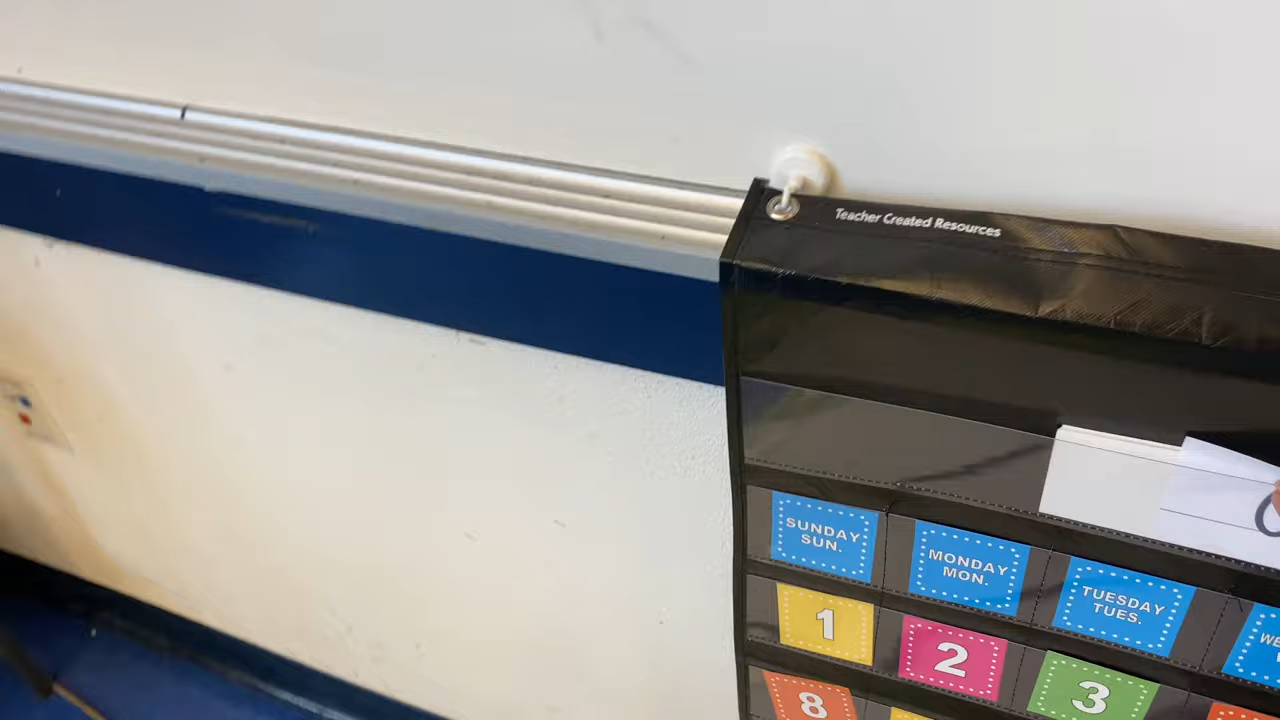 Teacher Created Resources
SUNDAY
SUN.
MONDAY
MON.
TUESDAY
TUES.
1
2
3
8